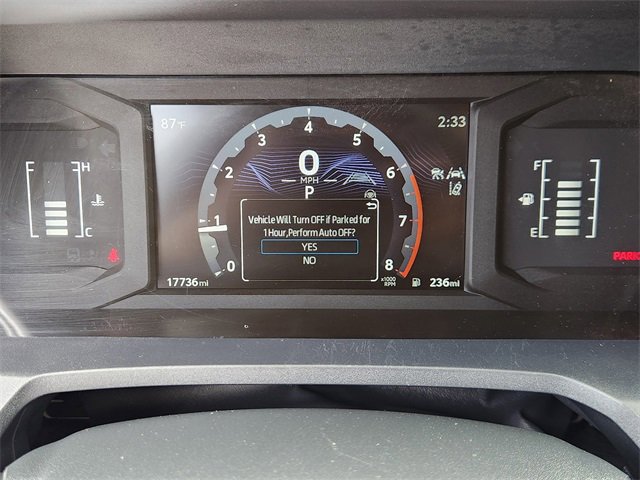 87°F
2:33
1 2 3 4 5 6 7 8
0
0
MPH
P
F H
C
F
E
Vehicle Will Turn OFF if Parked for
1 Hour,Perform Auto OFF?
YES
NO
x1000
RPM
17736mi
236mi
PARK